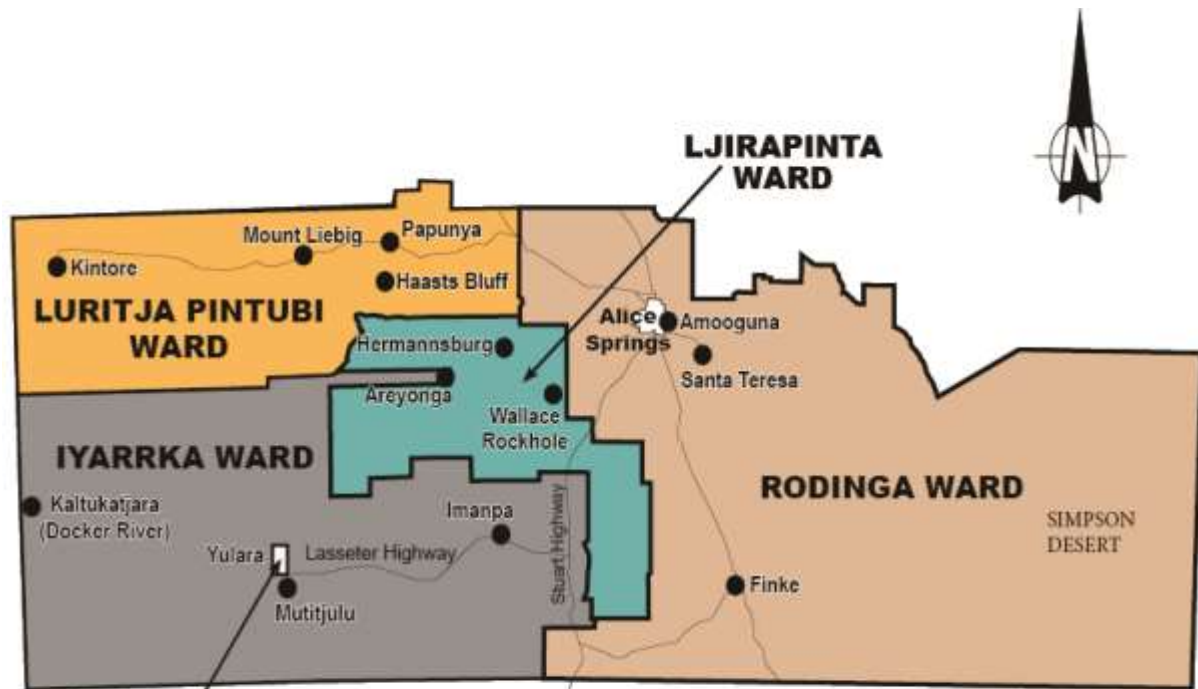 LJIRAPINTA
WARD
N
Mount Liebig
Papunya
Kintore
Haasts Bluff
LURITJA PINTUBI
WARD
Alice
Springs
Amooguna
Hermannsburg
Santa Teresa
Areyonga
Wallace
Rockhole
IYARRKA WARD
RODINGA WARD
Kaltukatjara
(Docker River)
Imanpa
SIMPSON
DESERT
Yulara
Lasseter Highway
Stuart Highway
Mutitjulu
Finke